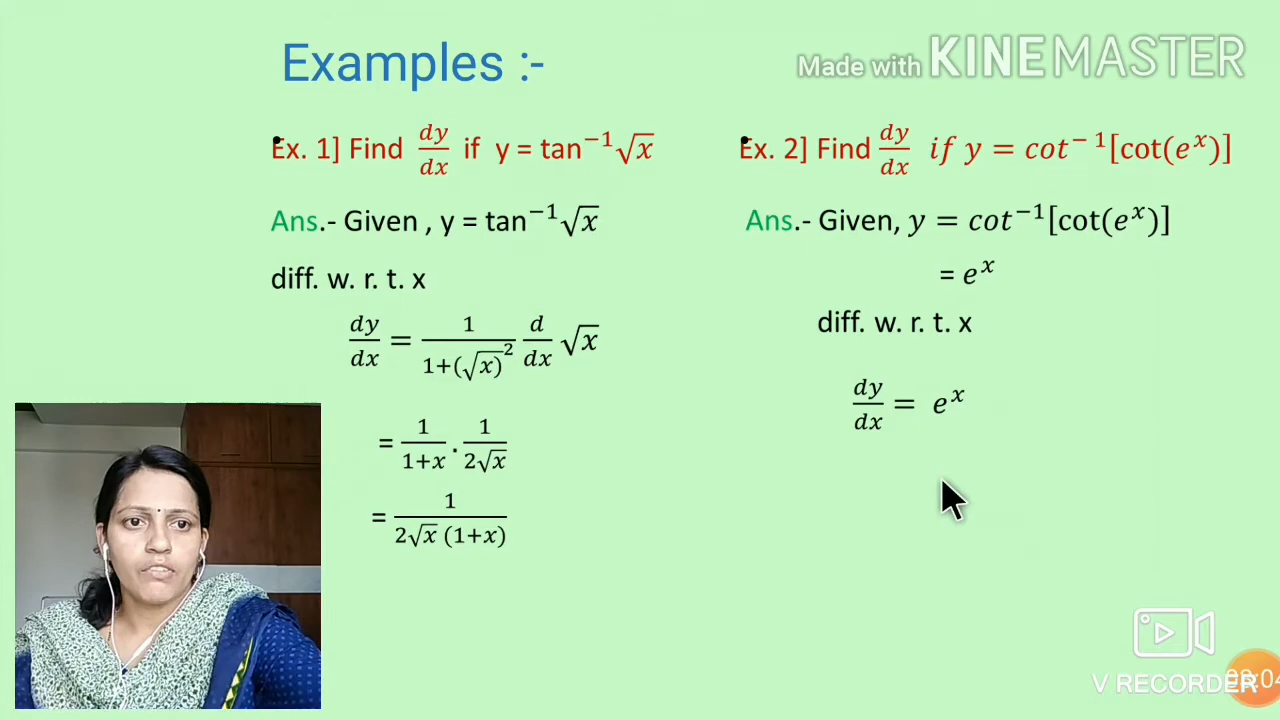 Examples :-
Made with KINEMASTER
Ex. 1] Find dy/dx if y = tan⁻¹√x
Ans.- Given , y = tan⁻¹√x
diff. w. r. t. x
dy/dx = 1/(1+(√x)²) d/dx √x
= 1/(1+x) . 1/(2√x)
= 1/(2√x (1+x))
Ex. 2] Find dy/dx if y = cot⁻¹[cot(eˣ)]
Ans.- Given, y = cot⁻¹[cot(eˣ)]
= eˣ
diff. w. r. t. x
dy/dx = eˣ
V RECORDER